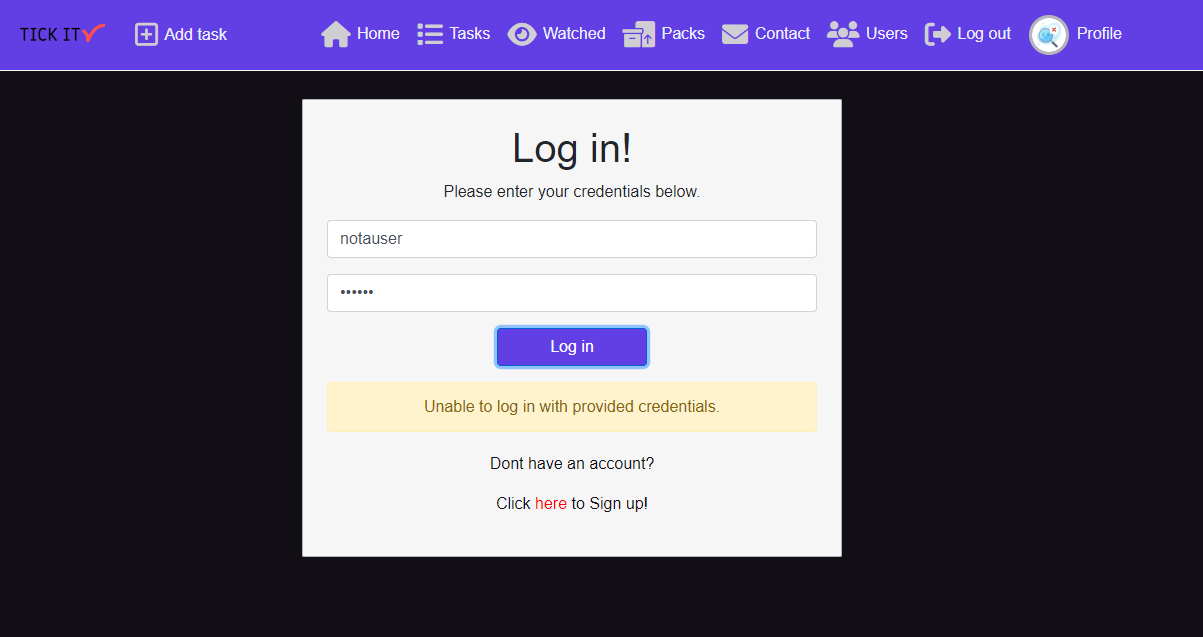 TICK IT Add task Home Tasks Watched Packs Contact Users Log out Profile
Log in!
Please enter your credentials below.
notauser
••••••
Log in
Unable to log in with provided credentials.
Dont have an account?
Click here to Sign up!